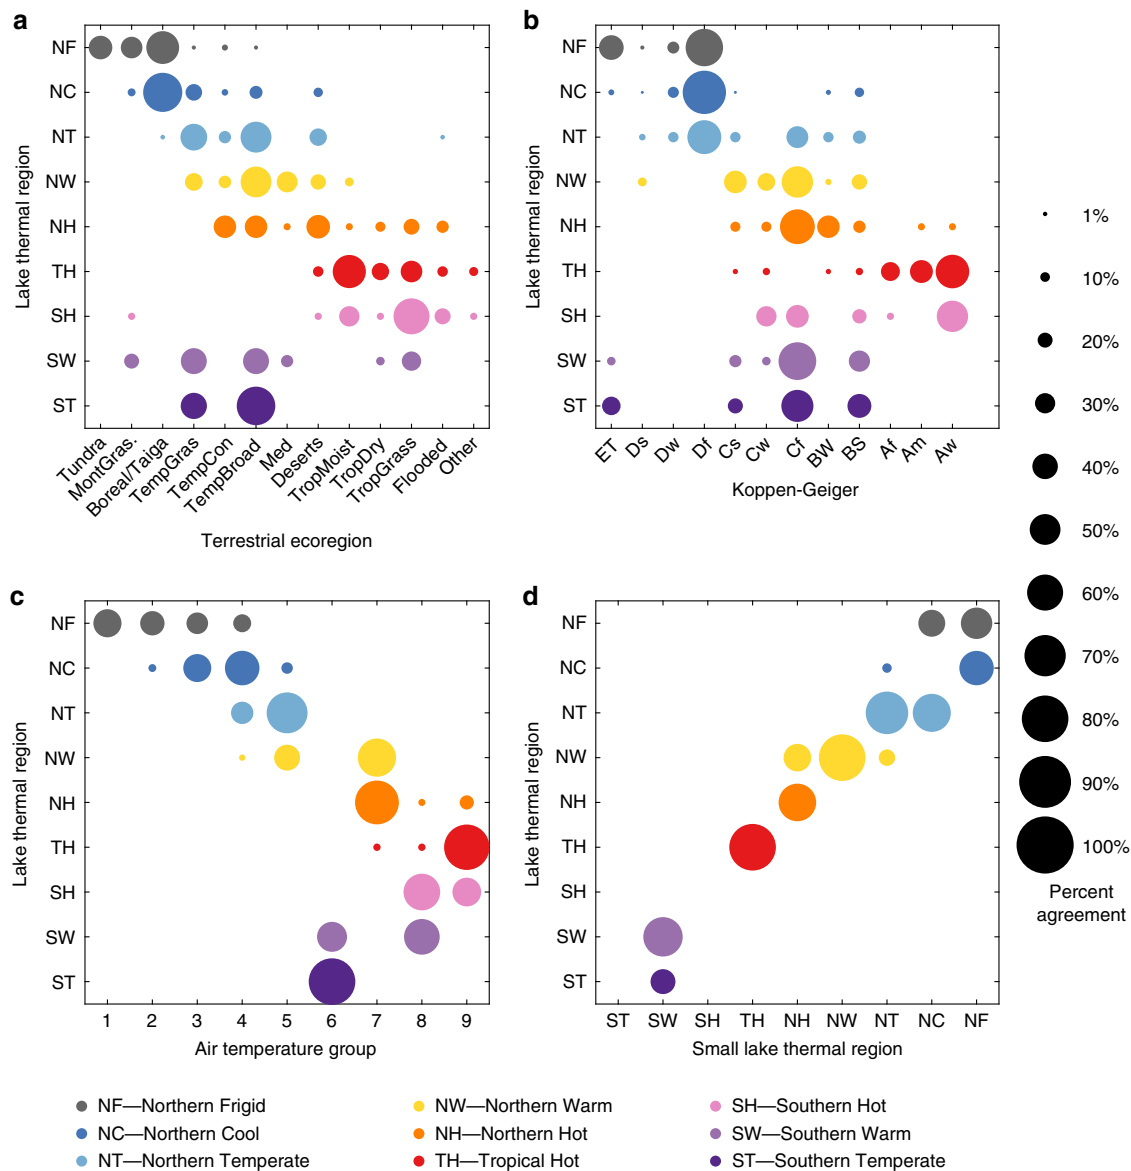 a
NF
NC
NT
NW
NH
TH
SH
SW
ST
Lake thermal region
Tundra
MontGras.
Boreal/Taiga
TempGras
TempCon
TempBroad
Med
Deserts
TropMoist
TropDry
TropGrass
Flooded
Other
Terrestrial ecoregion
b
NF
NC
NT
NW
NH
TH
SH
SW
ST
Lake thermal region
ET
Ds
Dw
Df
Cs
Cw
Cf
BW
BS
Af
Am
Aw
Koppen-Geiger
1%
10%
20%
30%
40%
50%
60%
70%
80%
90%
100%
Percent
agreement
c
NF
NC
NT
NW
NH
TH
SH
SW
ST
Lake thermal region
1 2 3 4 5 6 7 8 9
Air temperature group
d
NF
NC
NT
NW
NH
TH
SH
SW
ST
Lake thermal region
ST SW SH TH NH NW NT NC NF
Small lake thermal region
NF—Northern Frigid
NC—Northern Cool
NT—Northern Temperate
NW—Northern Warm
NH—Northern Hot
TH—Tropical Hot
SH—Southern Hot
SW—Southern Warm
ST—Southern Temperate